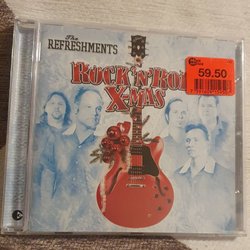 The
REFRESHMENTS
ROCK'N'ROLL
X-MAS
59.50